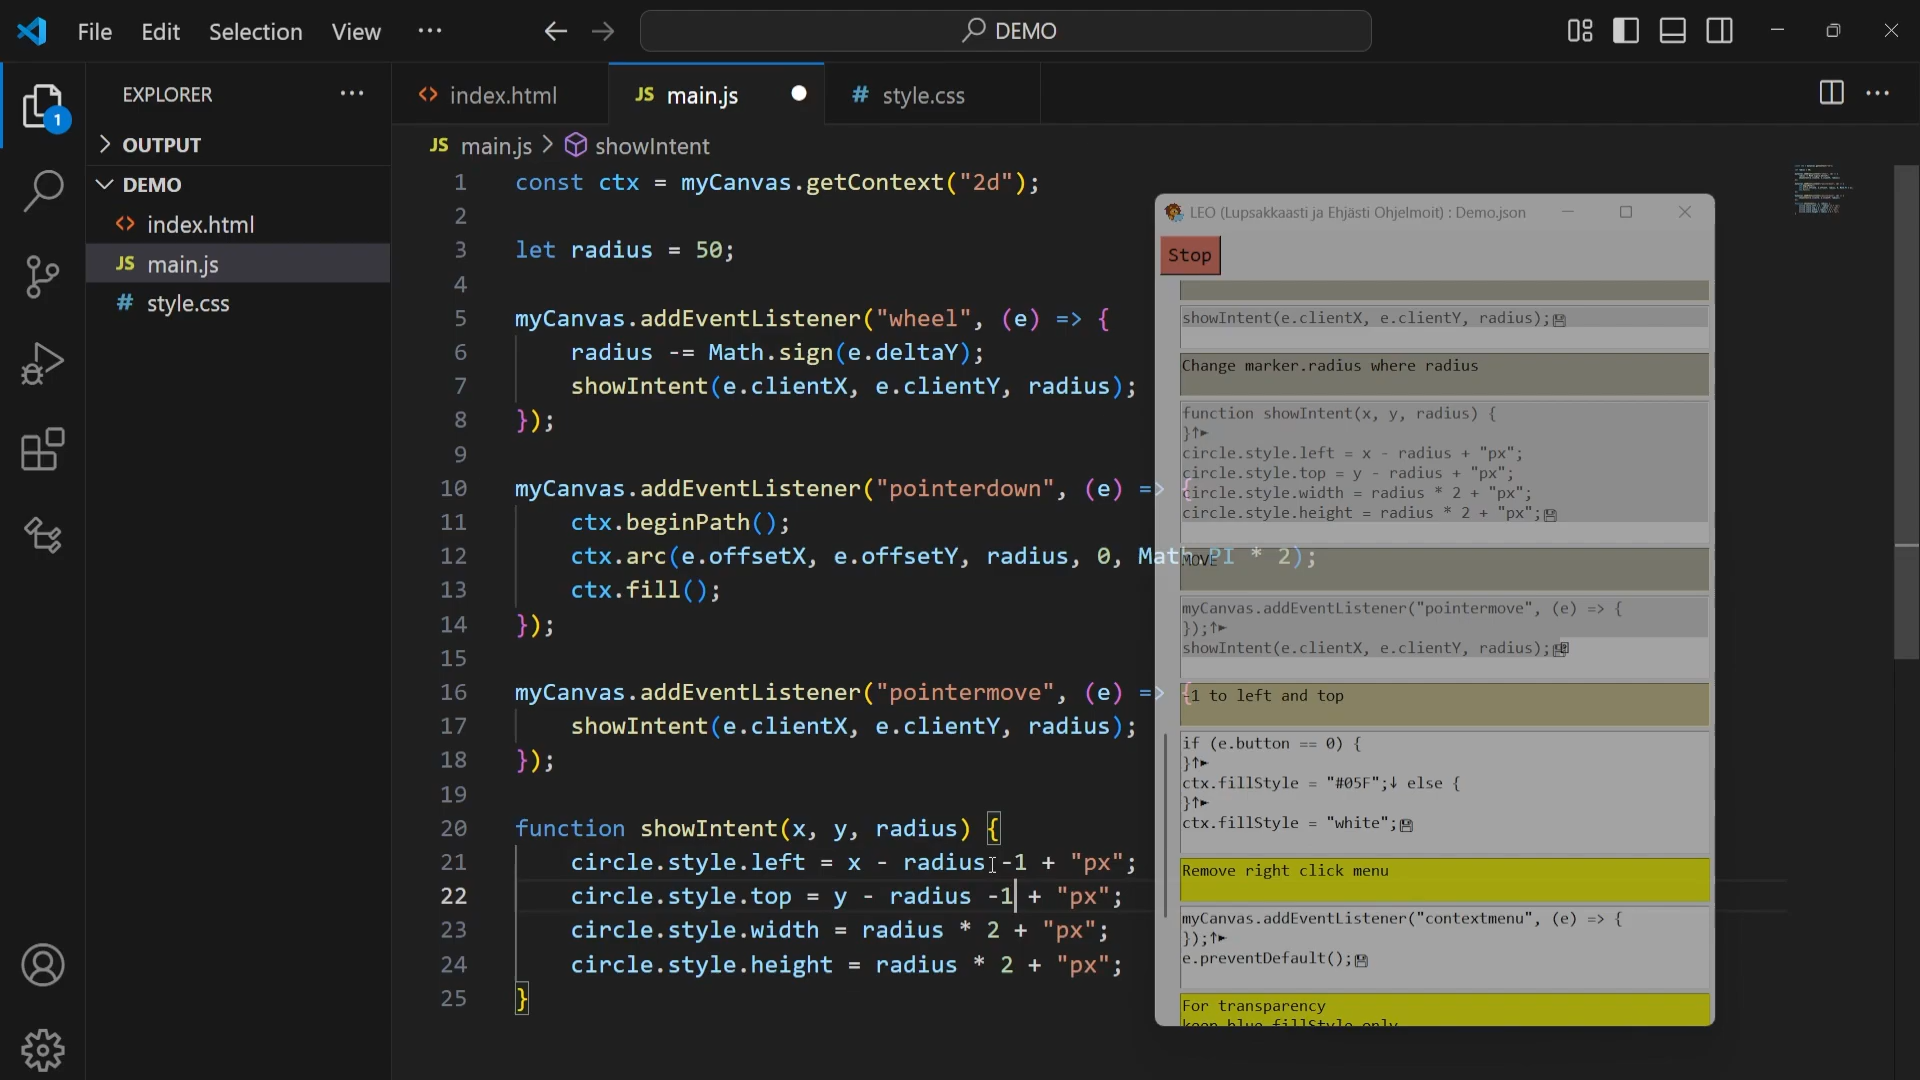 File Edit Selection View ··· DEMO
EXPLORER ···
OUTPUT
DEMO
index.html
JS main.js
# style.css
1
index.html
JS main.js
# style.css
JS main.js > showIntent
1 const ctx = myCanvas.getContext("2d");
2
3 let radius = 50;
4
5 myCanvas.addEventListener("wheel", (e) => {
6 radius -= Math.sign(e.deltaY);
7 showIntent(e.clientX, e.clientY, radius);
8 });
9
10 myCanvas.addEventListener("pointerdown", (e) => {
11 ctx.beginPath();
12 ctx.arc(e.offsetX, e.offsetY, radius, 0, Math.PI * 2);
13 ctx.fill();
14 });
15
16 myCanvas.addEventListener("pointermove", (e) => {
17 showIntent(e.clientX, e.clientY, radius);
18 });
19
20 function showIntent(x, y, radius) {
21 circle.style.left = x - radius -1 + "px";
22 circle.style.top = y - radius -1 + "px";
23 circle.style.width = radius * 2 + "px";
24 circle.style.height = radius * 2 + "px";
25 }
LEO (Lupsakkaasti ja Ehjästi Ohjelmoit) : Demo.json
Stop
showIntent(e.clientX, e.clientY, radius);💾
Change marker.radius where radius
function showIntent(x, y, radius) {
}↑►
circle.style.left = x - radius + "px";
circle.style.top = y - radius + "px";
circle.style.width = radius * 2 + "px";
circle.style.height = radius * 2 + "px";💾
MOVE
myCanvas.addEventListener("pointermove", (e) => {
});↑►
showIntent(e.clientX, e.clientY, radius);💾
-1 to left and top
if (e.button == 0) {
}↑►
ctx.fillStyle = "#05F";↓ else {
}↑►
ctx.fillStyle = "white";💾
Remove right click menu
myCanvas.addEventListener("contextmenu", (e) => {
});↑►
e.preventDefault();💾
For transparency
keep blue fillStyle only